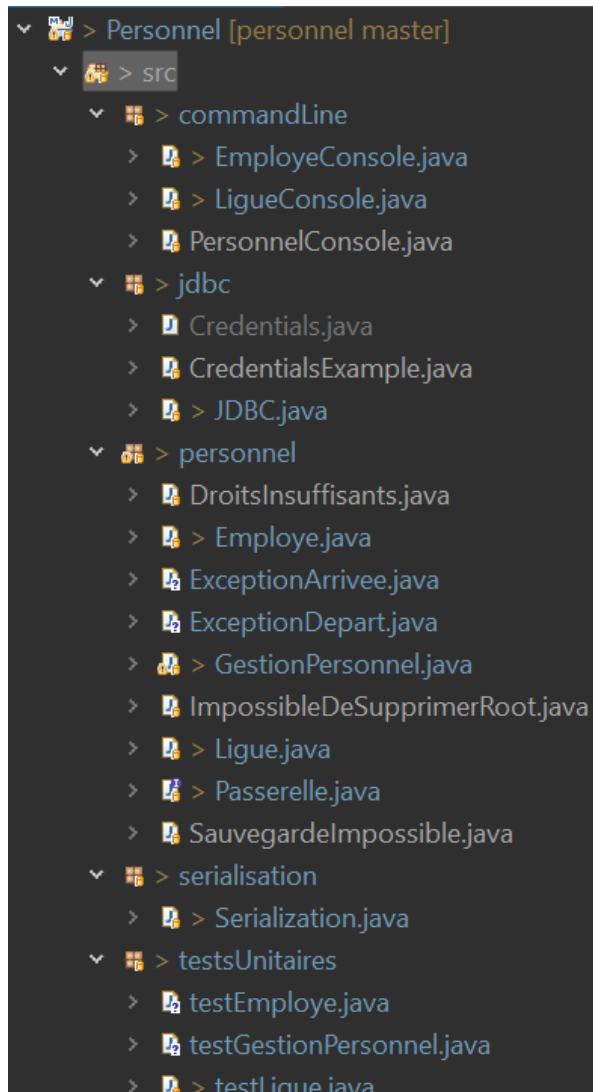 > Personnel [personnel master]
> src
> commandLine
> EmployeConsole.java
> LigueConsole.java
PersonnelConsole.java
> jdbc
Credentials.java
CredentialsExample.java
> JDBC.java
> personnel
DroitsInsuffisants.java
> Employe.java
ExceptionArrivee.java
ExceptionDepart.java
> GestionPersonnel.java
ImpossibleDeSupprimerRoot.java
> Ligue.java
> Passerelle.java
SauvegardeImpossible.java
> serialisation
> Serialization.java
> testsUnitaires
testEmploye.java
testGestionPersonnel.java
> testLigue.java